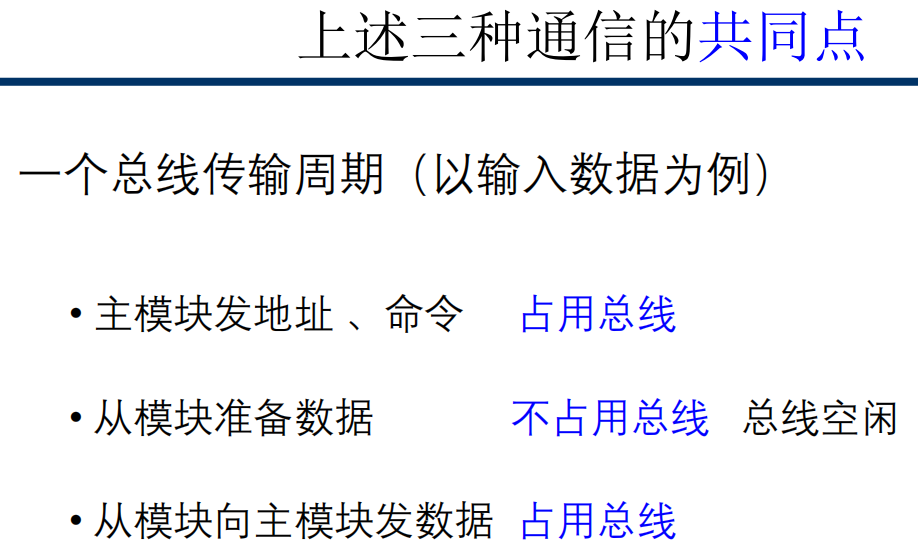 上述三种通信的共同点
一个总线传输周期（以输入数据为例）
• 主模块发地址 、命令 占用总线
• 从模块准备数据 不占用总线 总线空闲
• 从模块向主模块发数据 占用总线